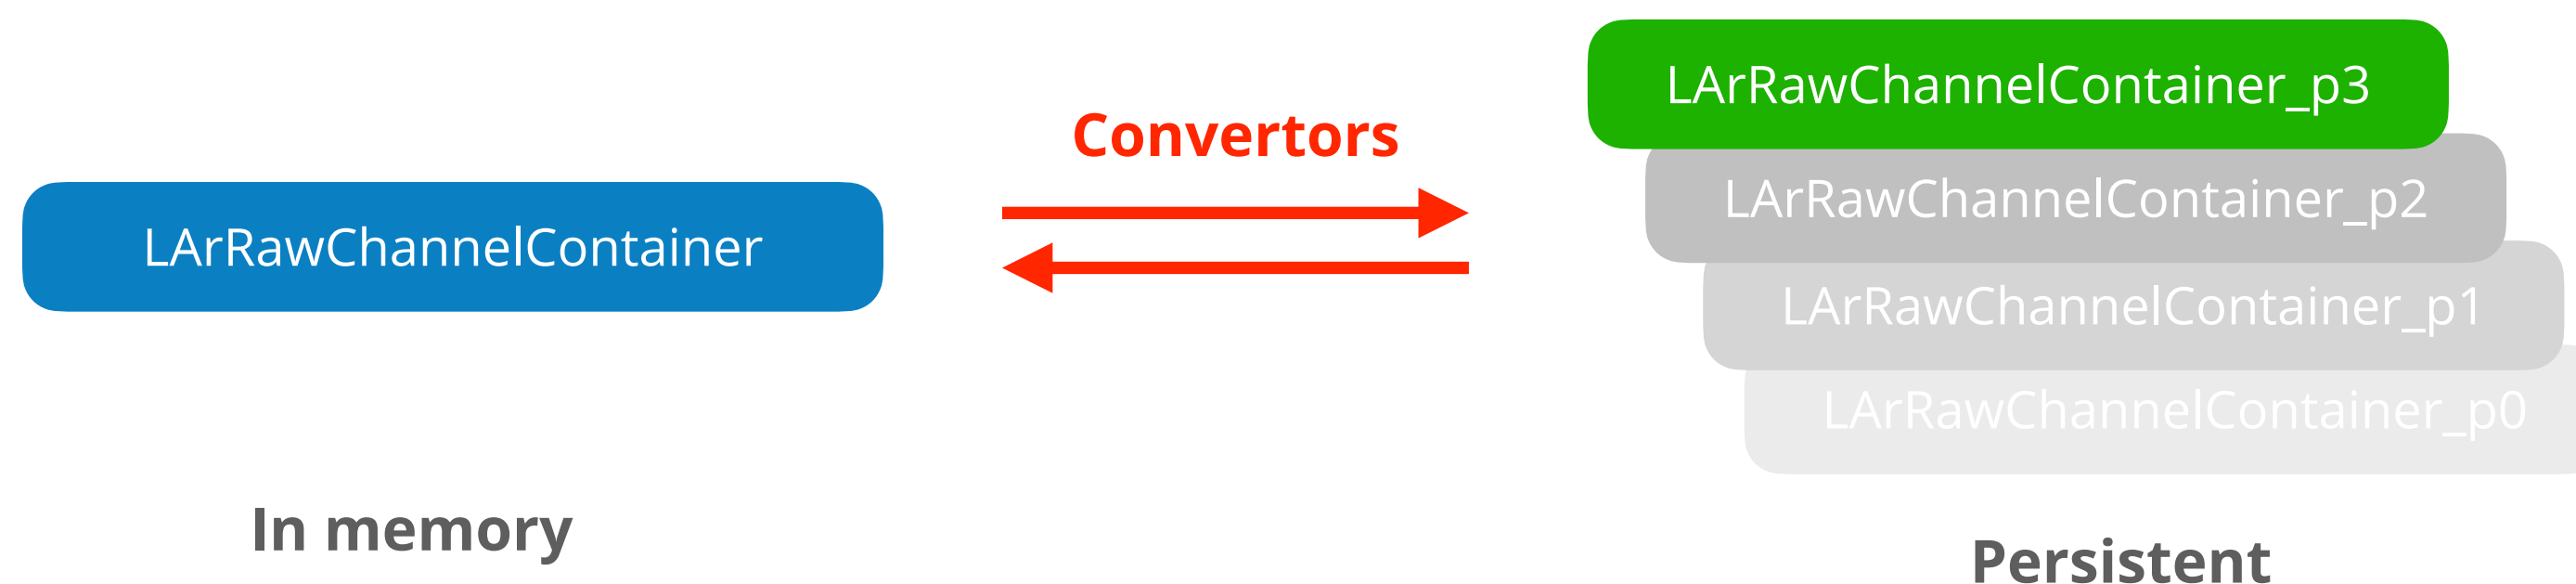 LArRawChannelContainer
In memory
Convertors
LArRawChannelContainer_p3
LArRawChannelContainer_p2
LArRawChannelContainer_p1
LArRawChannelContainer_p0
Persistent